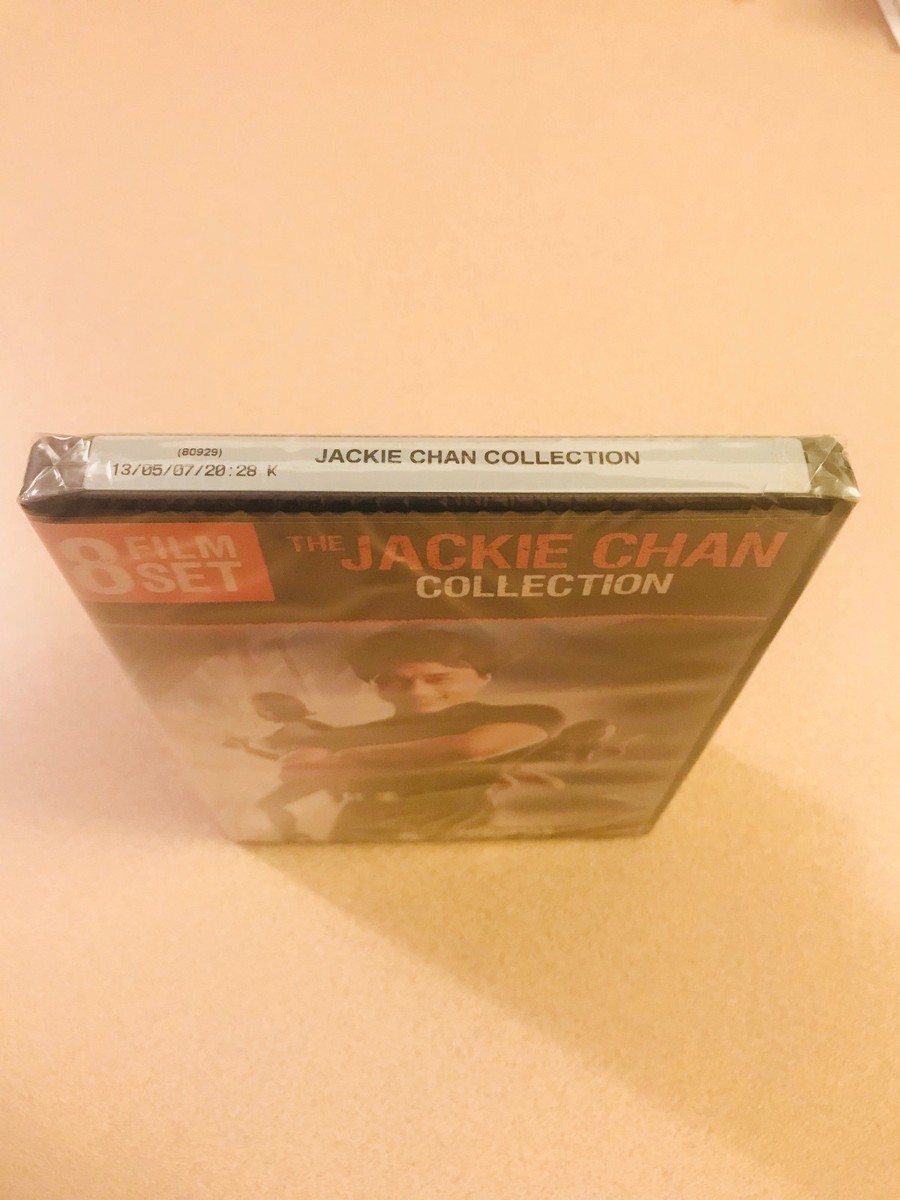 (80929)
13/05/07/20:28 K
JACKIE CHAN COLLECTION
8 FILM SET
THE JACKIE CHAN
COLLECTION